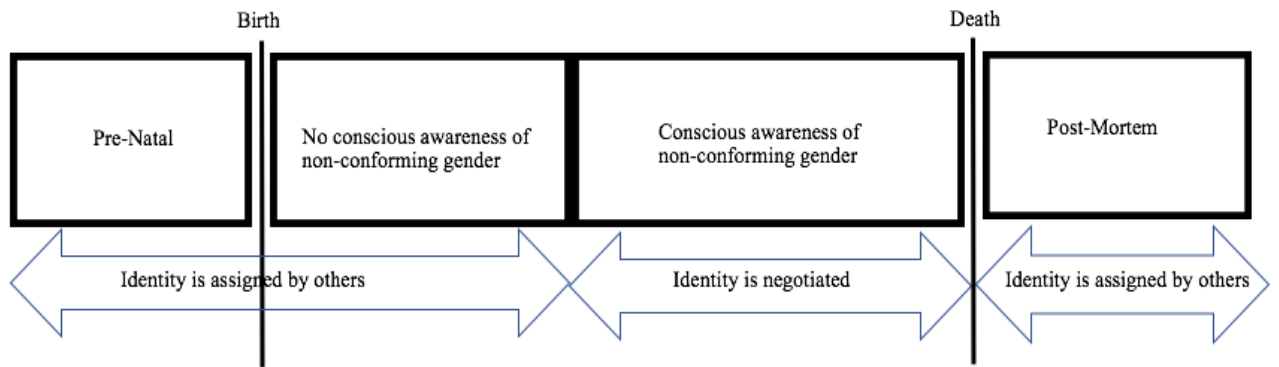 Birth
Death
Pre-Natal
No conscious awareness of
non-conforming gender
Conscious awareness of
non-conforming gender
Post-Mortem
Identity is assigned by others
Identity is negotiated
Identity is assigned by others